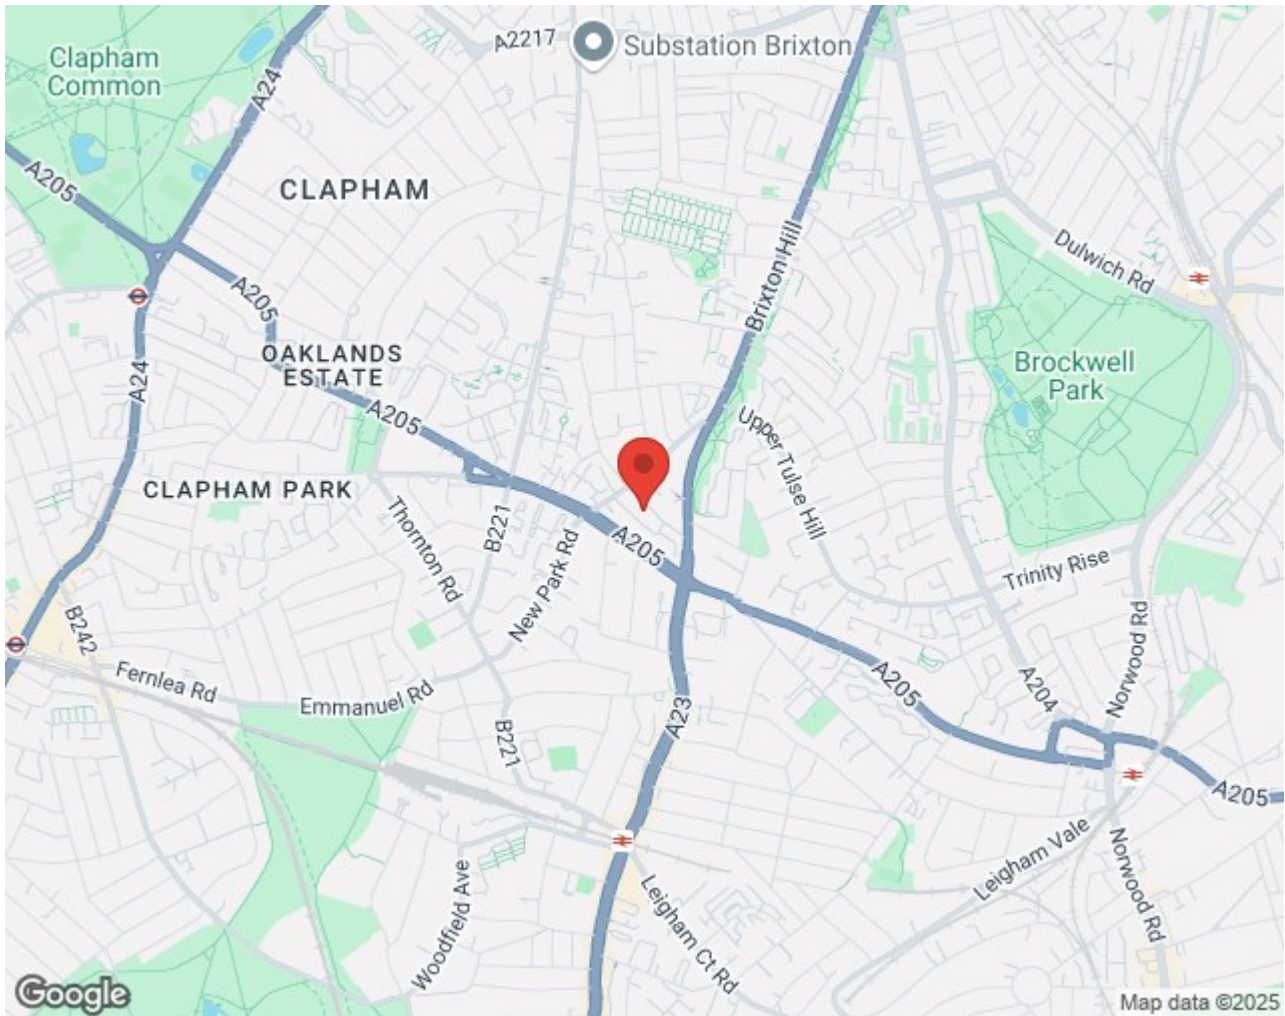 A2217
Substation Brixton
Clapham
Common
A24
A205
CLAPHAM
Dulwich Rd
A205
Brixton Hill
OAKLANDS
ESTATE
A24
Brockwell
Park
A205
Upper Tulse Hill
CLAPHAM PARK
Thornton Rd
B221
A205
New Park Rd
Trinity Rise
B242
Norwood Rd
Fernlea Rd
Emmanuel Rd
A205
A204
A23
B221
A205
Leigham Vale
Norwood Rd
Woodfield Ave
Leigham Ct Rd
Google
Map data ©2025